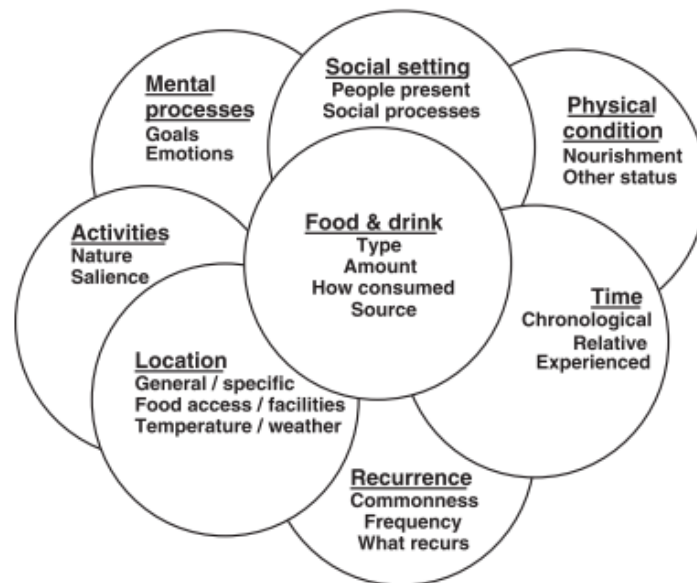 Mental
processes
Goals
Emotions
Social setting
People present
Social processes
Physical
condition
Nourishment
Other status
Activities
Nature
Salience
Food & drink
Type
Amount
How consumed
Source
Time
Chronological
Relative
Experienced
Location
General / specific
Food access / facilities
Temperature / weather
Recurrence
Commonness
Frequency
What recurs